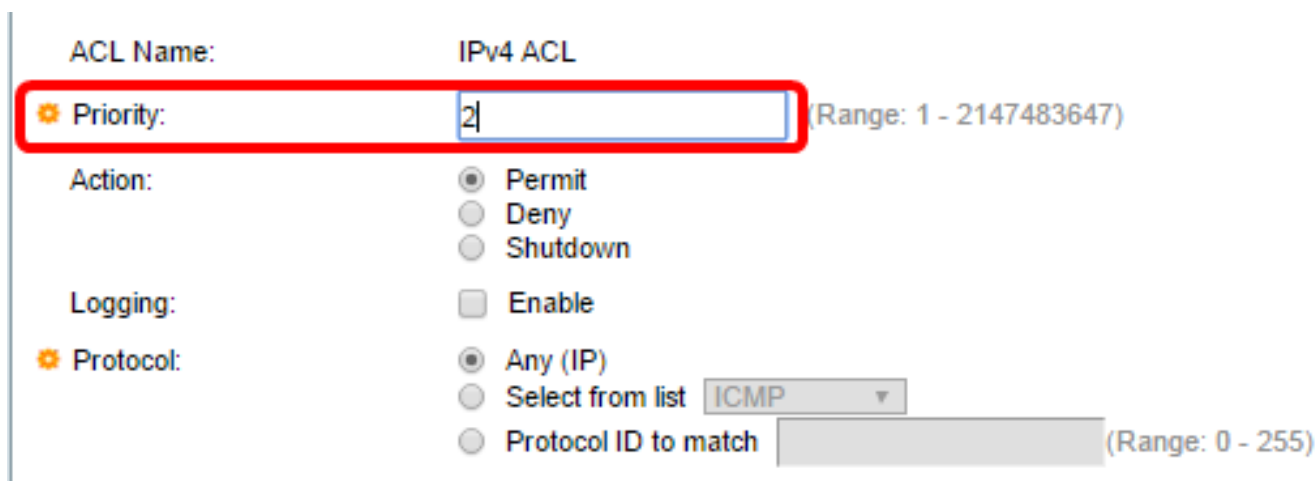 ACL Name: IPv4 ACL
Priority: 2 (Range: 1 - 2147483647)
Action: Permit
Deny
Shutdown
Logging: Enable
Protocol: Any (IP)
Select from list ICMP
Protocol ID to match (Range: 0 - 255)